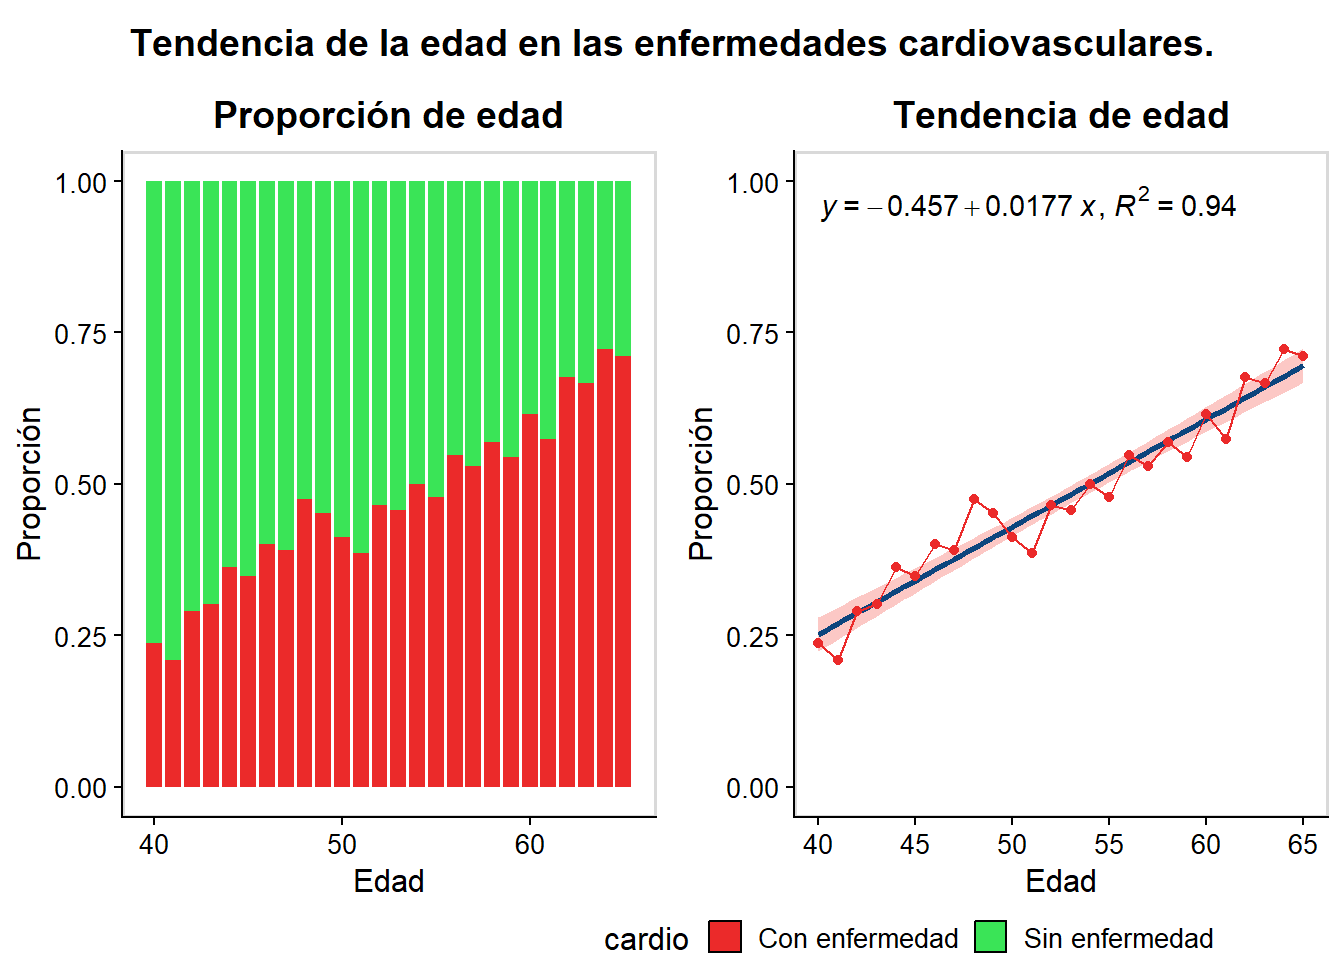 Tendencia de la edad en las enfermedades cardiovasculares.
Proporción de edad
Proporción
1.00
0.75
0.50
0.25
0.00
40 50 60
Edad
Tendencia de edad
y = −0.457 + 0.0177 x, R² = 0.94
Proporción
1.00
0.75
0.50
0.25
0.00
40 45 50 55 60 65
Edad
cardio Con enfermedad Sin enfermedad